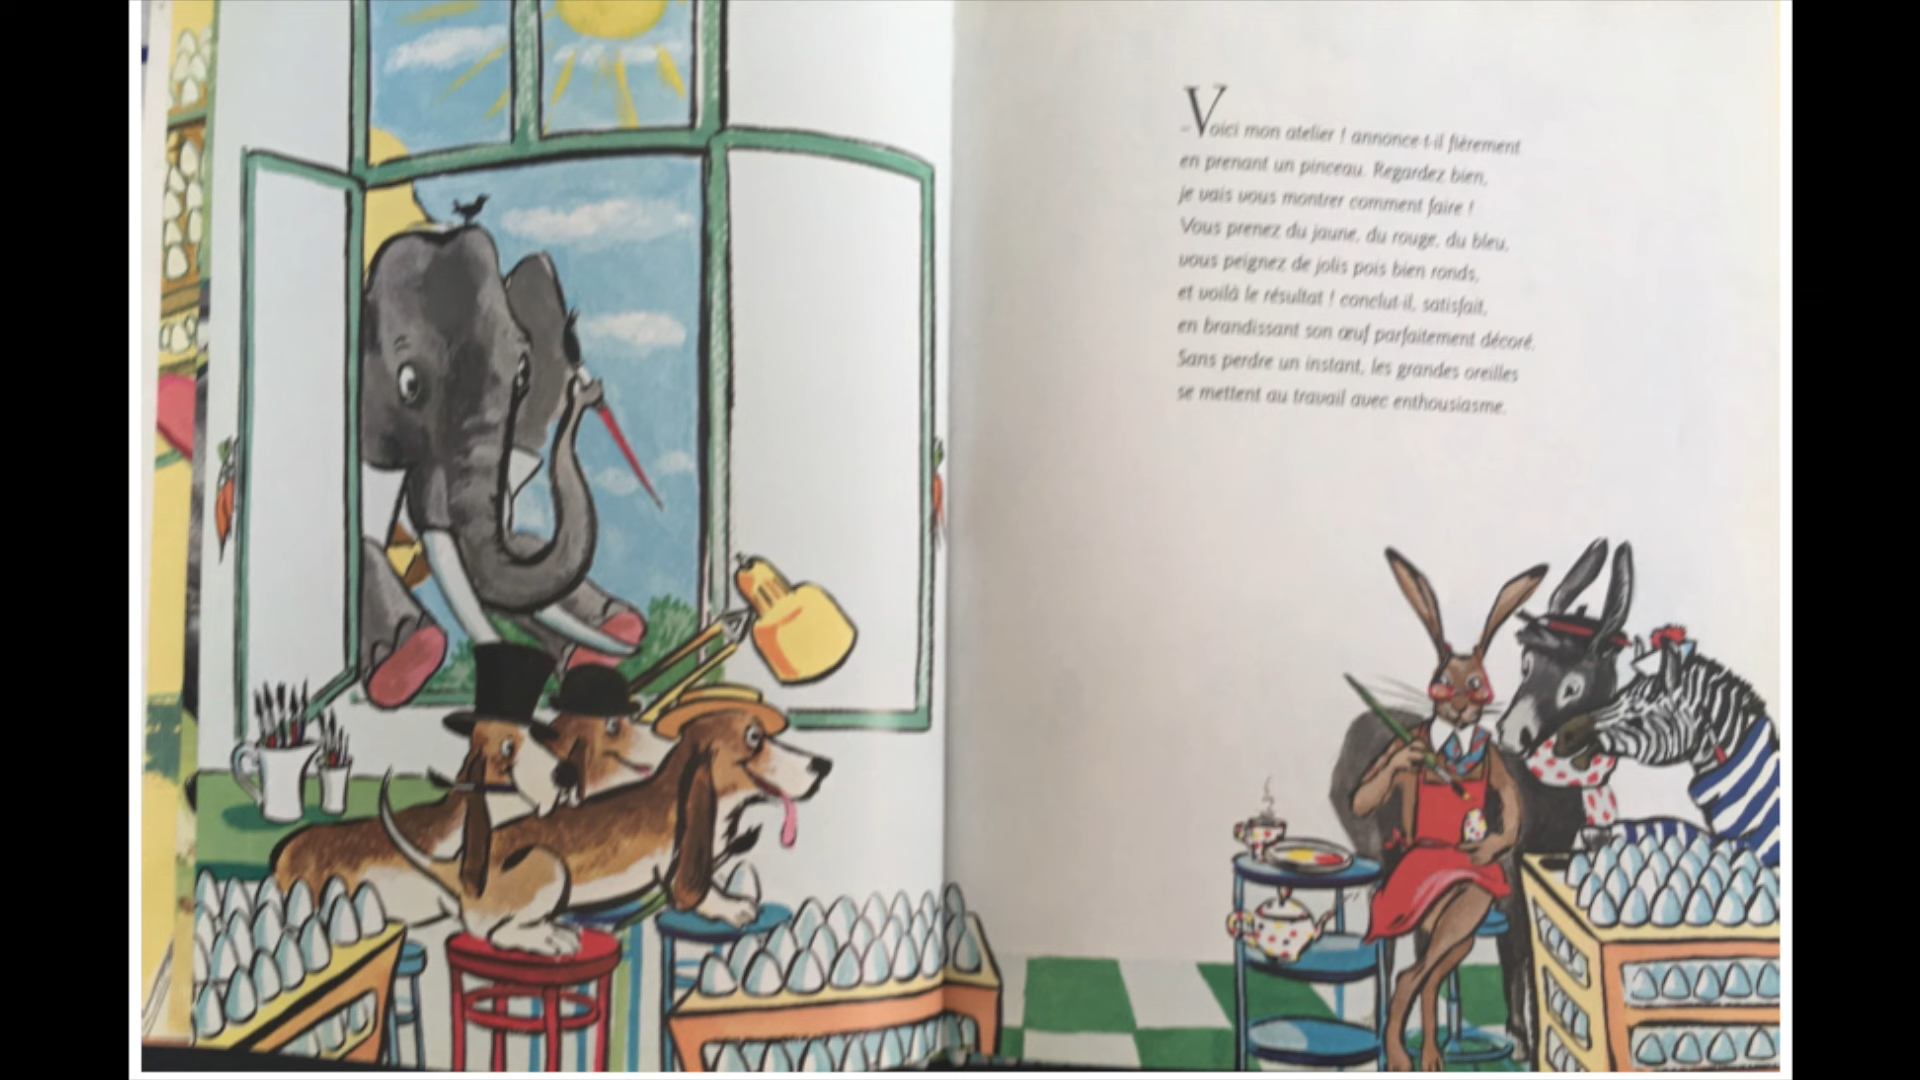 – Voici mon atelier ! annonce-t-il fièrement
en prenant un pinceau. Regardez bien,
je vais vous montrer comment faire !
Vous prenez du jaune, du rouge, du bleu,
vous peignez de jolis pois bien ronds,
et voilà le résultat ! conclut-il, satisfait,
en brandissant son œuf parfaitement décoré.
Sans perdre un instant, les grandes oreilles
se mettent au travail avec enthousiasme.